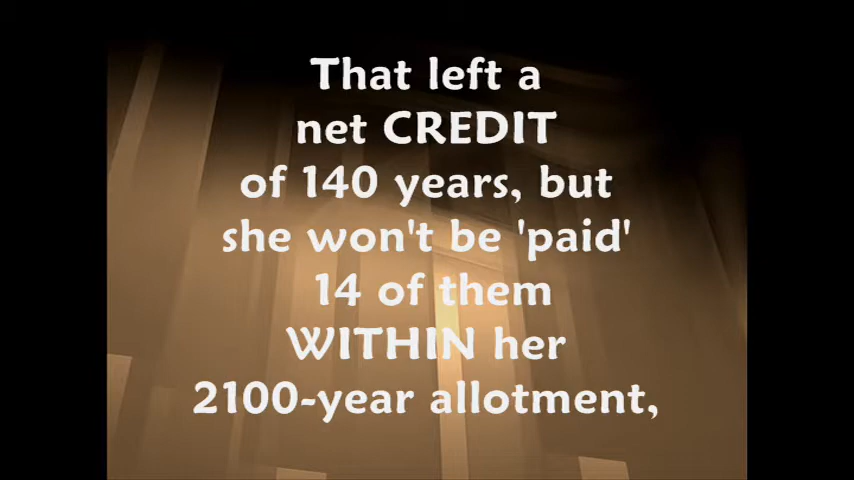 That left a
net CREDIT
of 140 years, but
she won't be 'paid'
14 of them
WITHIN her
2100-year allotment,